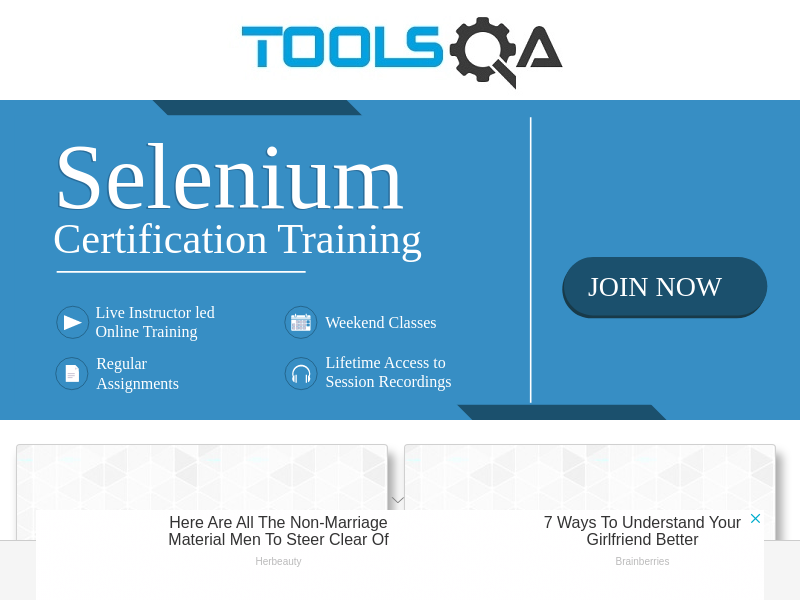 TOOLSQA
Selenium
Certification Training
Live Instructor led
Online Training
Weekend Classes
Regular
Assignments
Lifetime Access to
Session Recordings
JOIN NOW
Here Are All The Non-Marriage
Material Men To Steer Clear Of
Herbeauty
7 Ways To Understand Your
Girlfriend Better
Brainberries